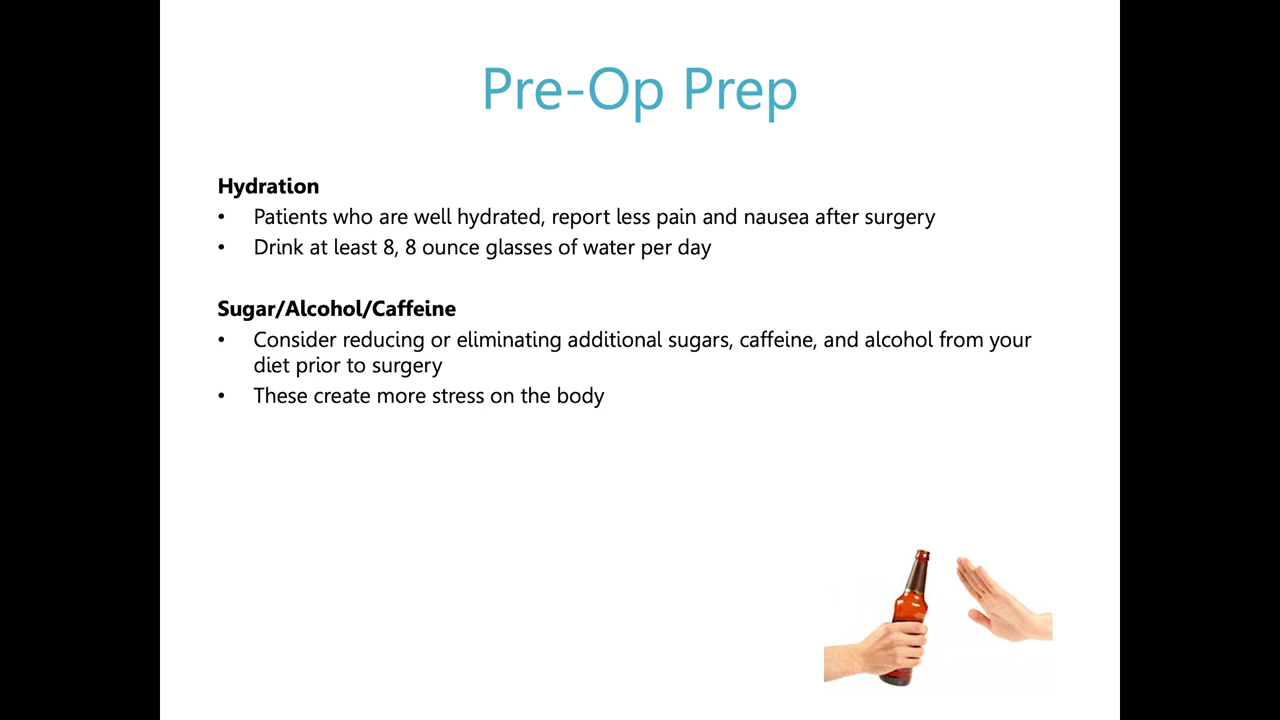 Pre-Op Prep
Hydration
• Patients who are well hydrated, report less pain and nausea after surgery
• Drink at least 8, 8 ounce glasses of water per day
Sugar/Alcohol/Caffeine
• Consider reducing or eliminating additional sugars, caffeine, and alcohol from your
diet prior to surgery
• These create more stress on the body